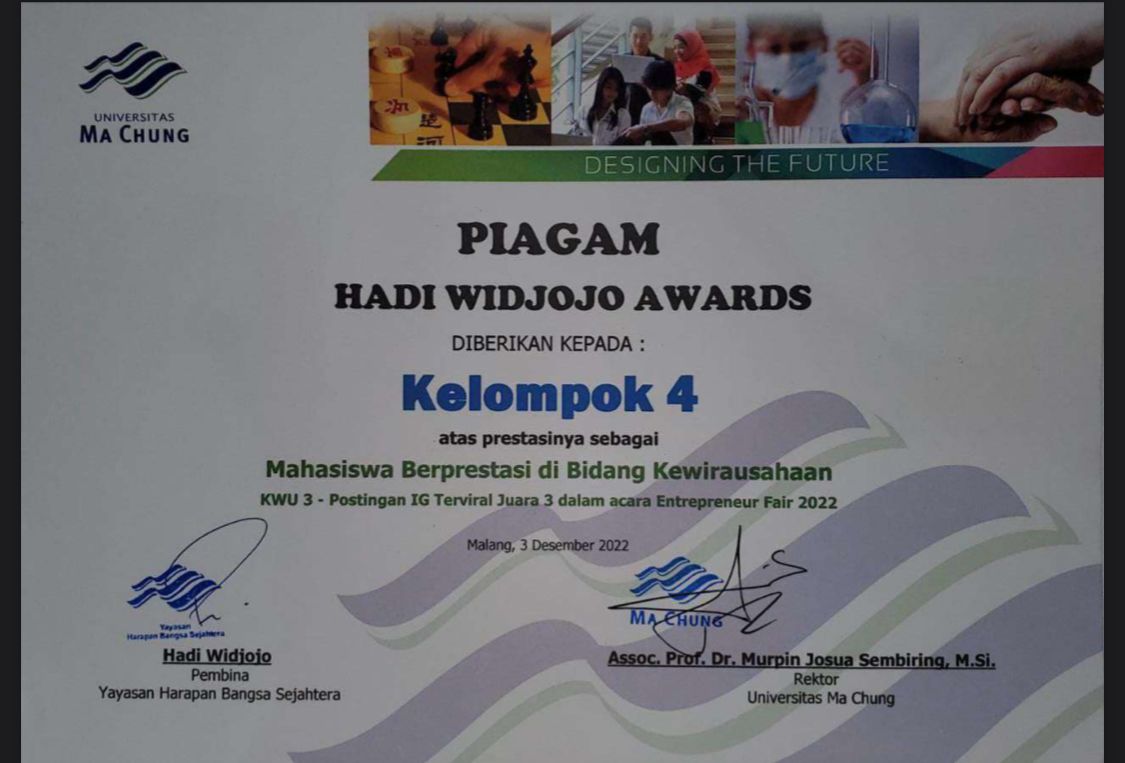 UNIVERSITAS
MA CHUNG
DESIGNING THE FUTURE
PIAGAM
HADI WIDJOJO AWARDS
DIBERIKAN KEPADA :
Kelompok 4
atas prestasinya sebagai
Mahasiswa Berprestasi di Bidang Kewirausahaan
KWU 3 - Postingan IG Terviral Juara 3 dalam acara Entrepreneur Fair 2022
Malang, 3 Desember 2022
Yayasan
Harapan Bangsa Sejahtera
Hadi Widjojo
Pembina
Yayasan Harapan Bangsa Sejahtera
MA CHUNG
Assoc. Prof. Dr. Murpin Josua Sembiring, M.Si.
Rektor
Universitas Ma Chung